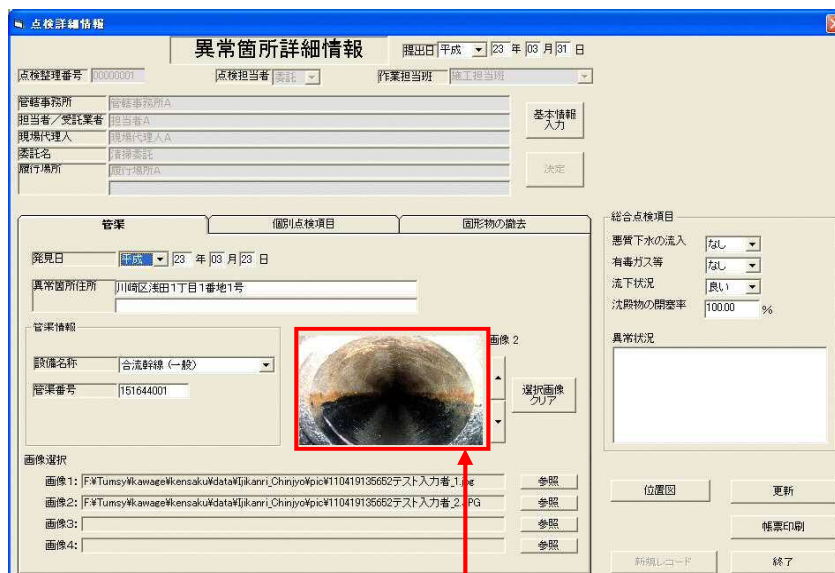 点検詳細情報
異常箇所詳細情報
提出日 平成 23 年 03 月 31 日
点検整理番号 00000001 点検担当者 委託 作業担当班 施工担当班
管轄事務所 管轄事務所A
担当者/受託業者 担当者A
現場代理人 現場代理人A
委託名 清掃委託
履行場所 履行場所A
基本情報
入力
決定
管渠 個別点検項目 固形物の撤去
発見日 平成 23 年 03 月 23 日
異常箇所住所 川崎区浅田1丁目1番地1号
管渠情報
設備名称 合流幹線(一般)
管渠番号 151644001
画像 2
選択画像
クリア
画像選択
画像1: F:¥Tumsy¥kawage¥kensaku¥data¥Ijikanri_Chinjyo¥pic¥110419135652テスト入力者_1.jpg 参照
画像2: F:¥Tumsy¥kawage¥kensaku¥data¥Ijikanri_Chinjyo¥pic¥110419135652テスト入力者_2.JPG 参照
画像3: 参照
画像4: 参照
総合点検項目
悪質下水の流入 なし
有毒ガス等 なし
流下状況 良い
沈殿物の閉塞率 100.00 %
異常状況
位置図 更新
帳票印刷
新規レコード 終了